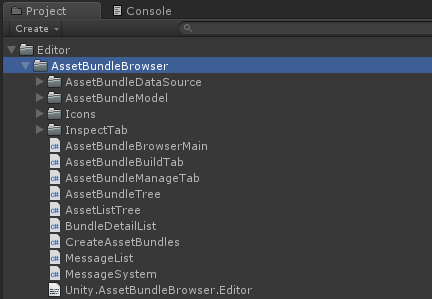 Project Console
Create
Editor
AssetBundleBrowser
AssetBundleDataSource
AssetBundleModel
Icons
InspectTab
AssetBundleBrowserMain
AssetBundleBuildTab
AssetBundleManageTab
AssetBundleTree
AssetListTree
BundleDetailList
CreateAssetBundles
MessageList
MessageSystem
Unity.AssetBundleBrowser.Editor